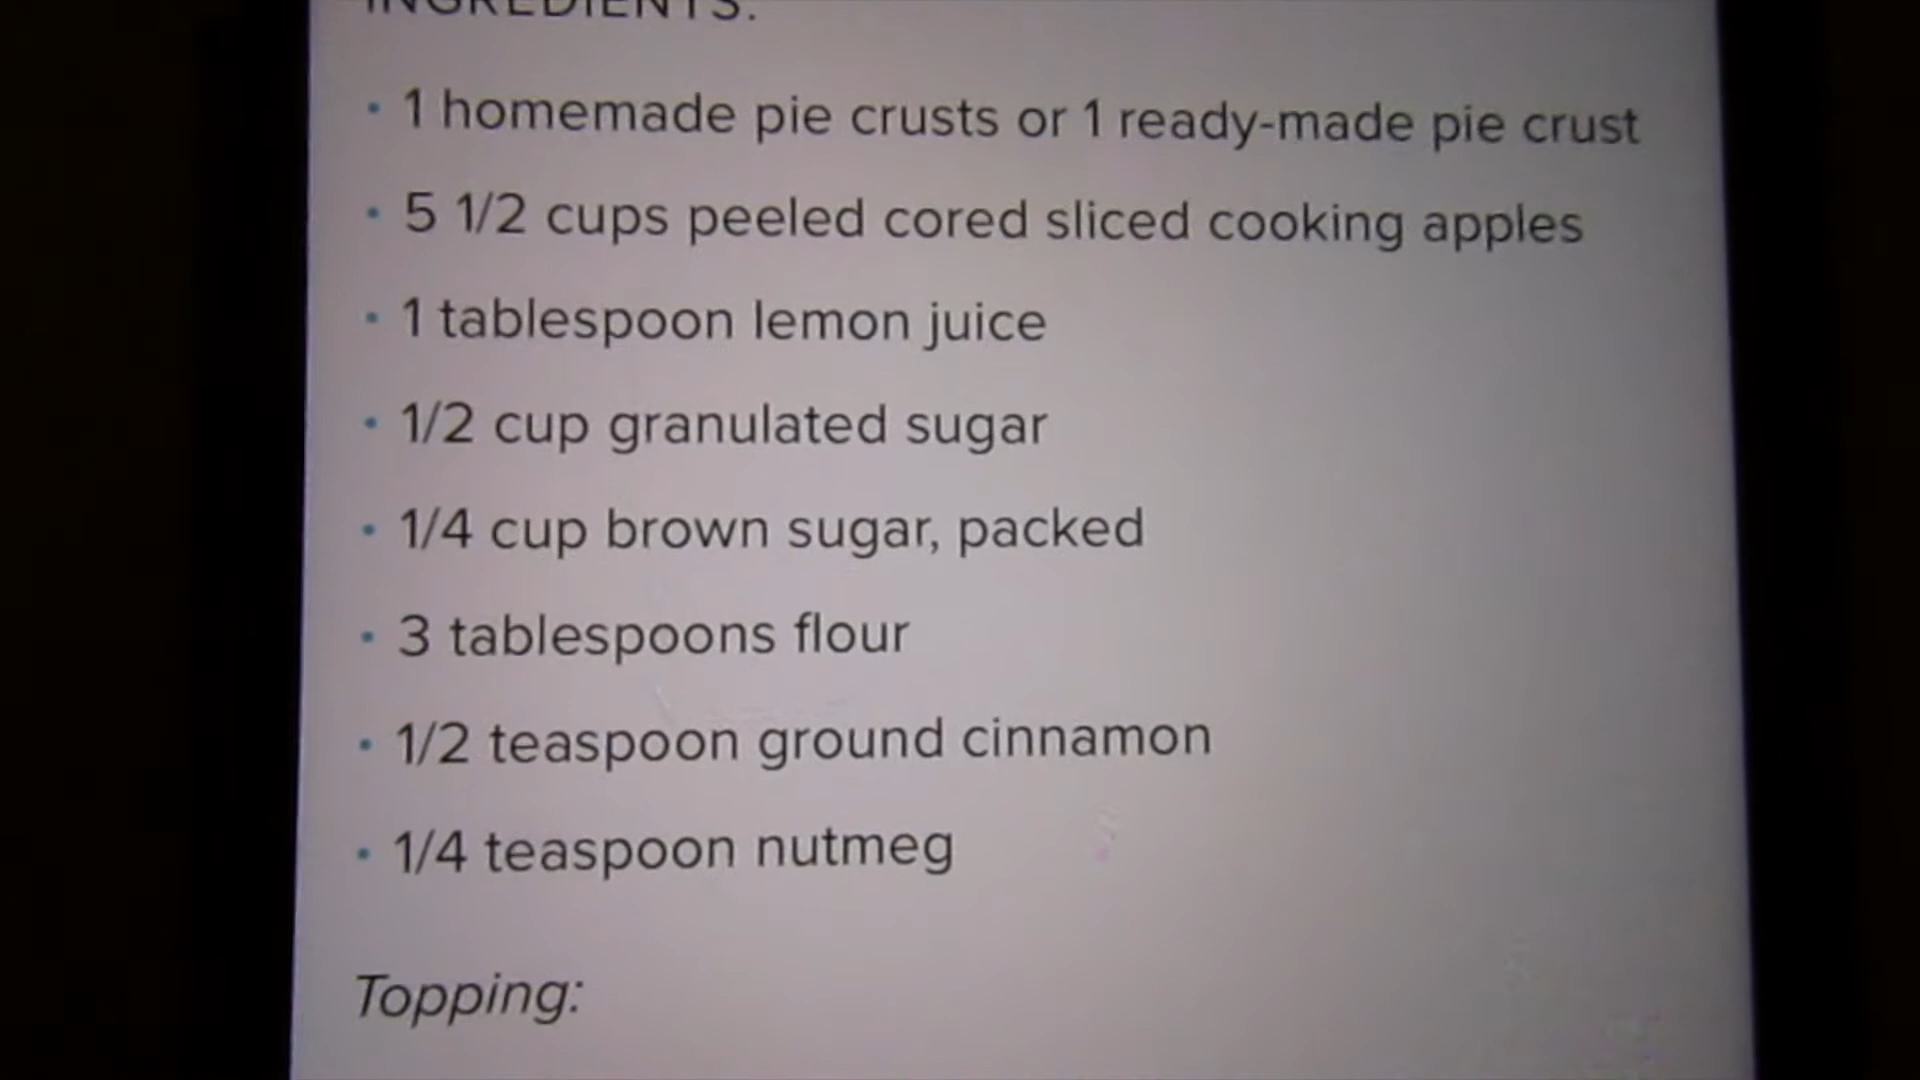 INGREDIENTS:
• 1 homemade pie crusts or 1 ready-made pie crust
• 5 1/2 cups peeled cored sliced cooking apples
• 1 tablespoon lemon juice
• 1/2 cup granulated sugar
• 1/4 cup brown sugar, packed
• 3 tablespoons flour
• 1/2 teaspoon ground cinnamon
• 1/4 teaspoon nutmeg
Topping: